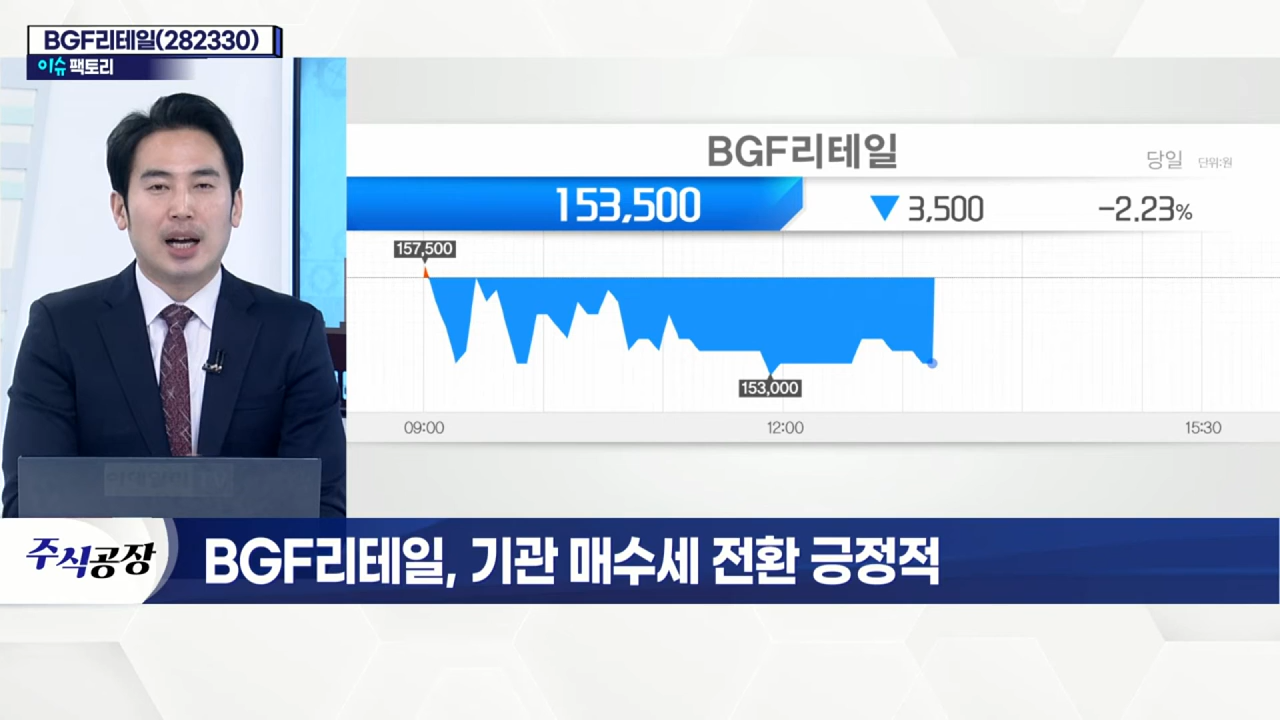 BGF리테일(282330)
이슈 팩토리
BGF리테일
당일 단위:원
153,500 ▼ 3,500 -2.23%
157,500
153,000
09:00 12:00 15:30
주식공장
BGF리테일, 기관 매수세 전환 긍정적